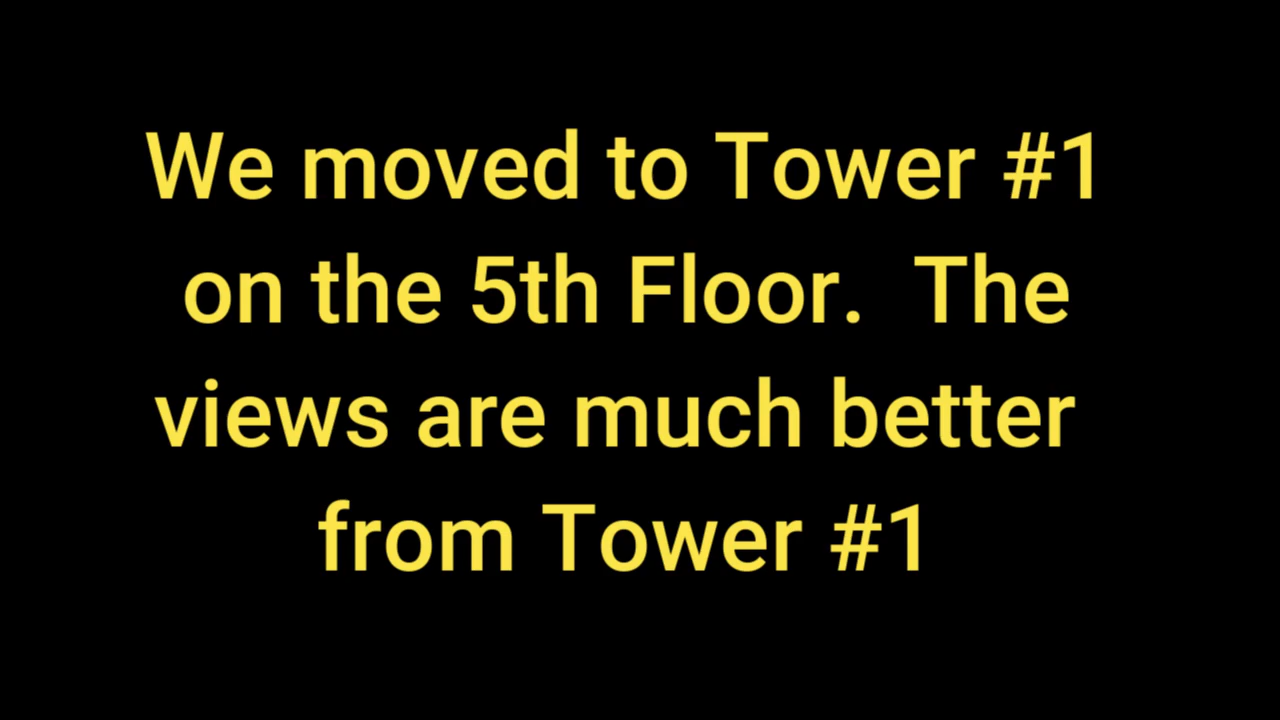 We moved to Tower #1
on the 5th Floor.  The
views are much better
from Tower #1